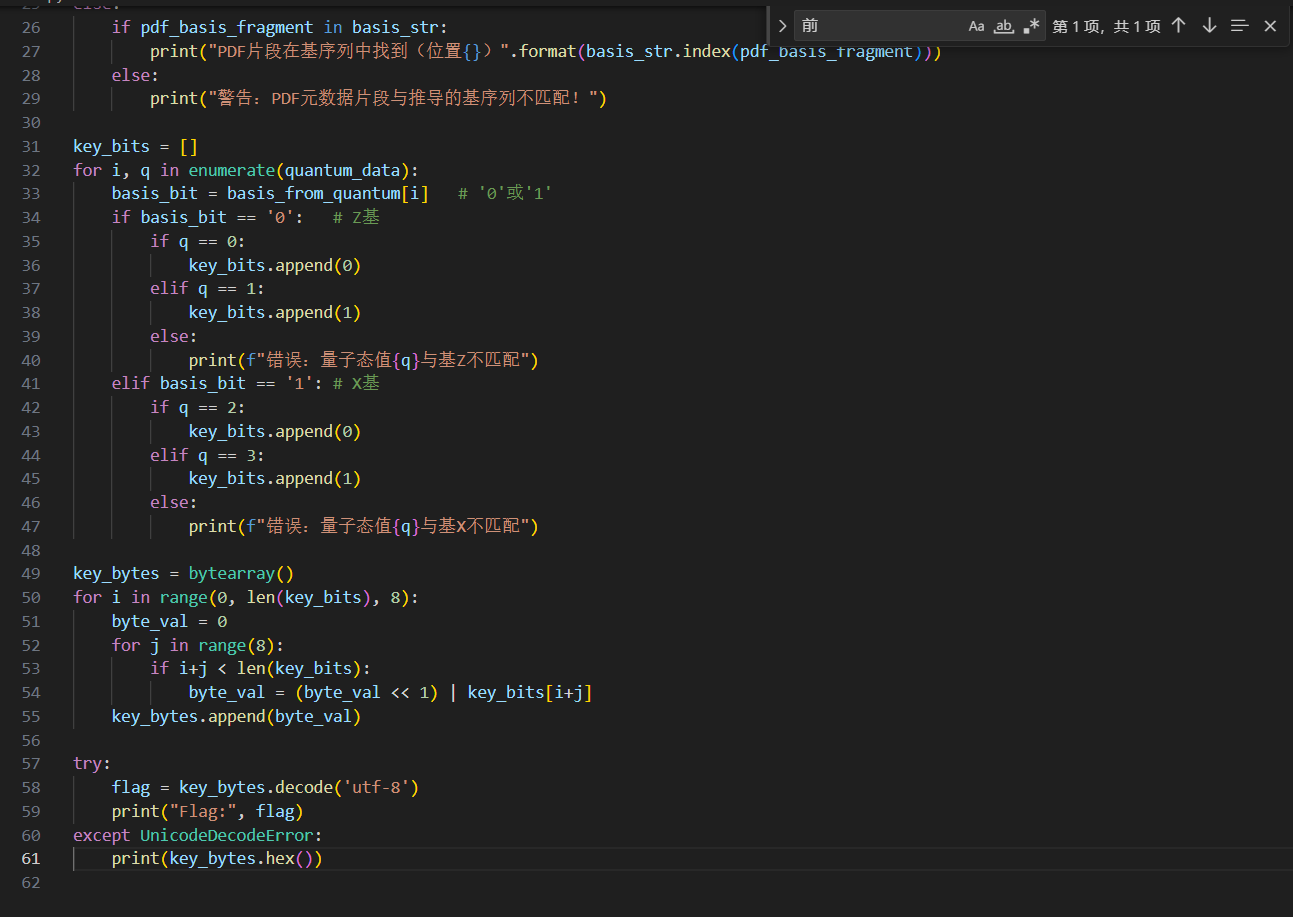 前 Aa ab, .* 第 1 项, 共 1 项
26 if pdf_basis_fragment in basis_str:
27 print("PDF片段在基序列中找到（位置{}）".format(basis_str.index(pdf_basis_fragment)))
28 else:
29 print("警告：PDF元数据片段与推导的基序列不匹配！")
30
31 key_bits = []
32 for i, q in enumerate(quantum_data):
33 basis_bit = basis_from_quantum[i] # '0'或'1'
34 if basis_bit == '0': # Z基
35 if q == 0:
36 key_bits.append(0)
37 elif q == 1:
38 key_bits.append(1)
39 else:
40 print(f"错误：量子态值{q}与基Z不匹配")
41 elif basis_bit == '1': # X基
42 if q == 2:
43 key_bits.append(0)
44 elif q == 3:
45 key_bits.append(1)
46 else:
47 print(f"错误：量子态值{q}与基X不匹配")
48
49 key_bytes = bytearray()
50 for i in range(0, len(key_bits), 8):
51 byte_val = 0
52 for j in range(8):
53 if i+j < len(key_bits):
54 byte_val = (byte_val << 1) | key_bits[i+j]
55 key_bytes.append(byte_val)
56
57 try:
58 flag = key_bytes.decode('utf-8')
59 print("Flag:", flag)
60 except UnicodeDecodeError:
61 print(key_bytes.hex())
62